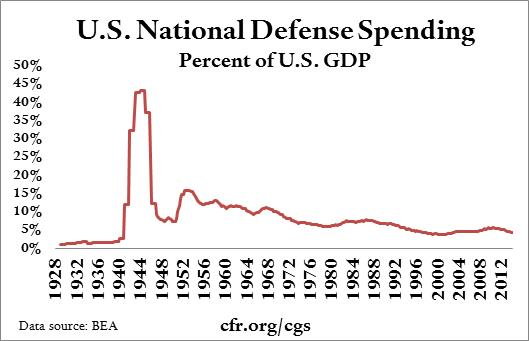 U.S. National Defense Spending
Percent of U.S. GDP
50%
45%
40%
35%
30%
25%
20%
15%
10%
5%
0%
1928 1932 1936 1940 1944 1948 1952 1956 1960 1964 1968 1972 1976 1980 1984 1988 1992 1996 2000 2004 2008 2012
Data source: BEA cfr.org/cgs